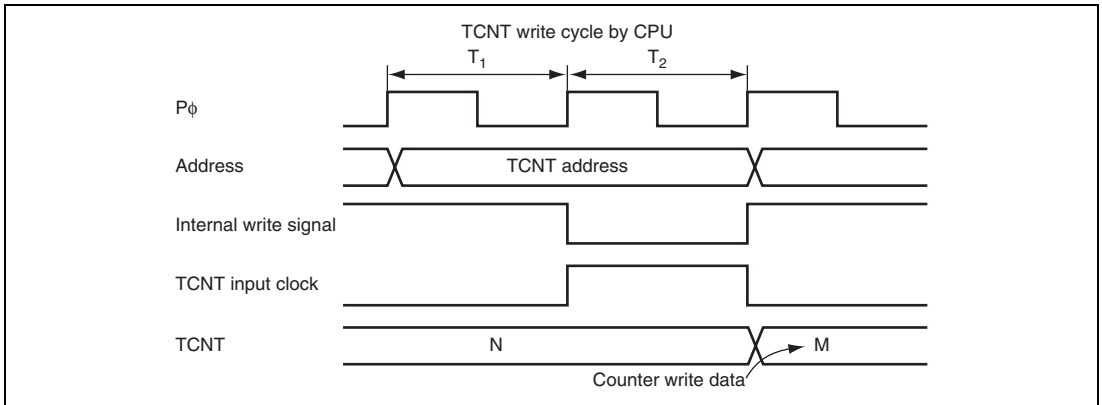 TCNT write cycle by CPU
T1 T2
Pϕ
Address TCNT address
Internal write signal
TCNT input clock
TCNT N M
Counter write data